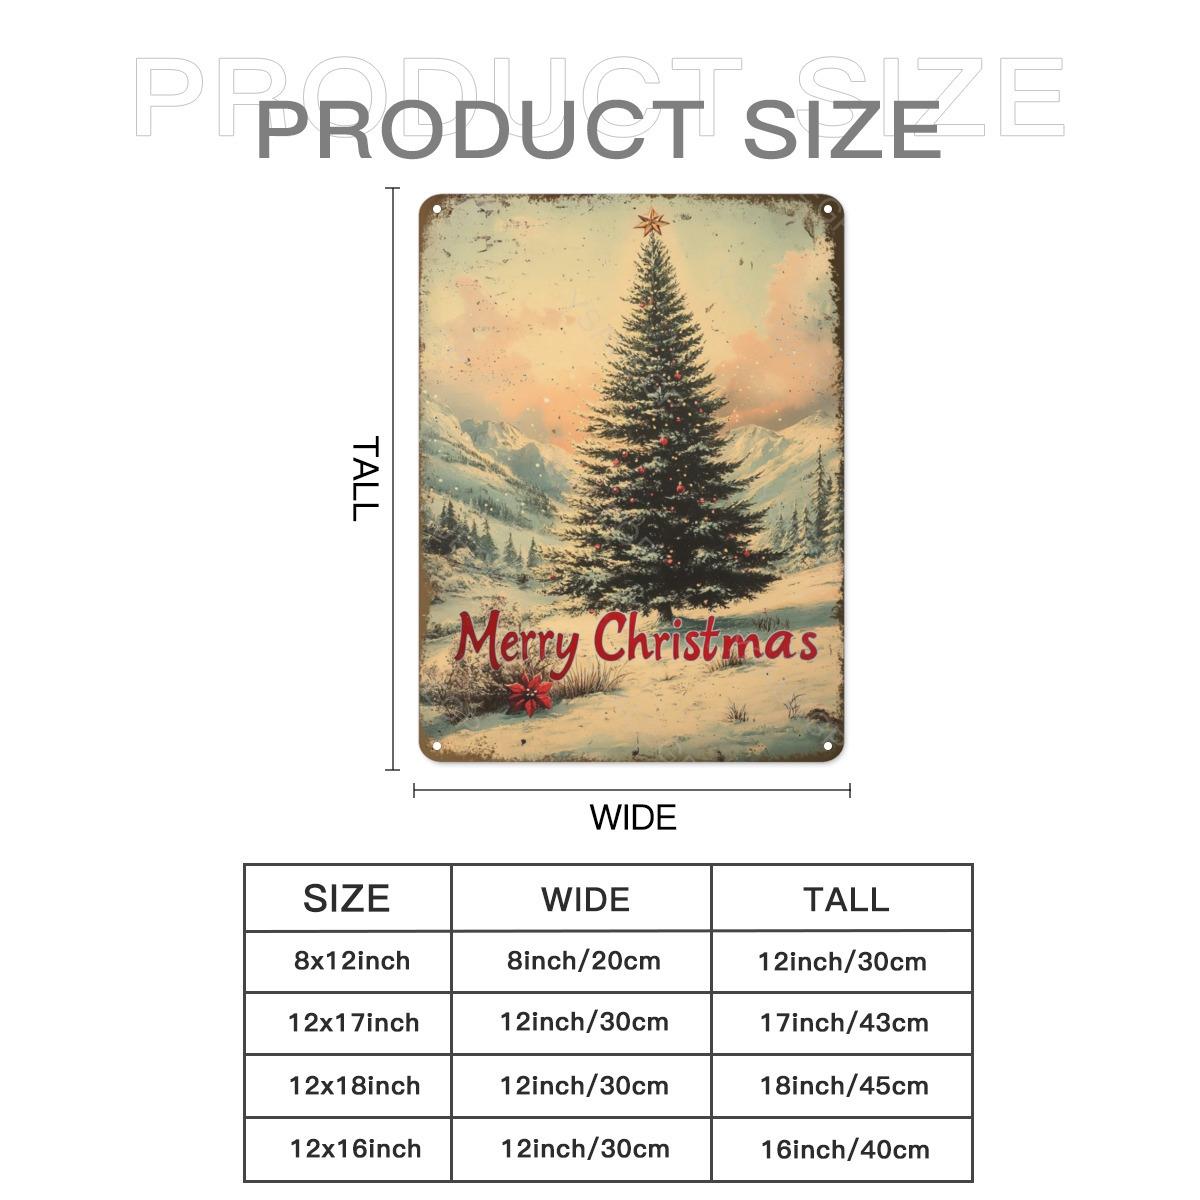 PRODUCT SIZE
PRODUCT SIZE
TALL
Merry Christmas
WIDE
SIZE WIDE TALL
8x12inch 8inch/20cm 12inch/30cm
12x17inch 12inch/30cm 17inch/43cm
12x18inch 12inch/30cm 18inch/45cm
12x16inch 12inch/30cm 16inch/40cm